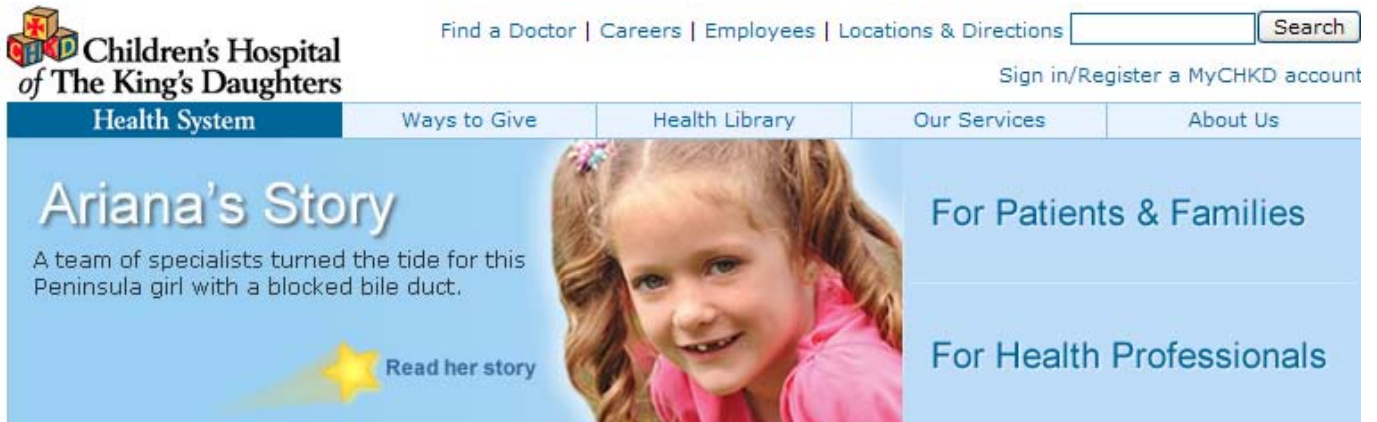 Find a Doctor | Careers | Employees | Locations & Directions Search
CHKD
Children's Hospital
of The King's Daughters
Sign in/Register a MyCHKD account
Health System Ways to Give Health Library Our Services About Us
Ariana's Story
A team of specialists turned the tide for this
Peninsula girl with a blocked bile duct.
Read her story
For Patients & Families
For Health Professionals